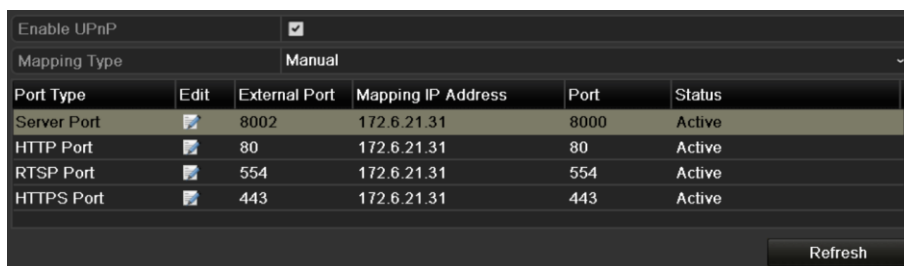 Enable UPnP
Mapping Type Manual
Port Type Edit External Port Mapping IP Address Port Status
Server Port 8002 172.6.21.31 8000 Active
HTTP Port 80 172.6.21.31 80 Active
RTSP Port 554 172.6.21.31 554 Active
HTTPS Port 443 172.6.21.31 443 Active
Refresh